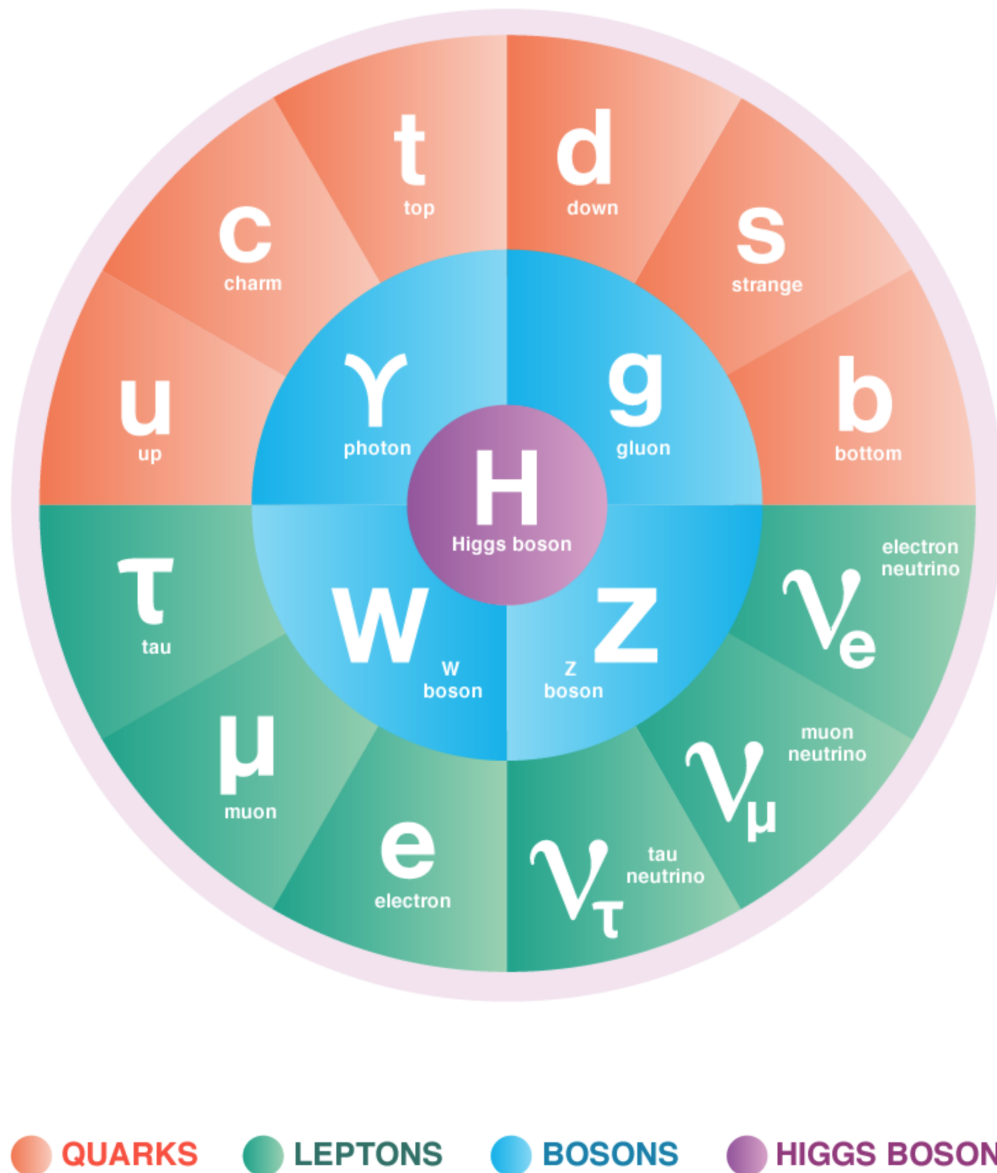 t
top
d
down
c
charm
s
strange
u
up
b
bottom
γ
photon
g
gluon
H
Higgs boson
W
W
boson
Z
Z
boson
τ
tau
μ
muon
e
electron
νe
electron
neutrino
νμ
muon
neutrino
ντ
tau
neutrino
QUARKS
LEPTONS
BOSONS
HIGGS BOSON